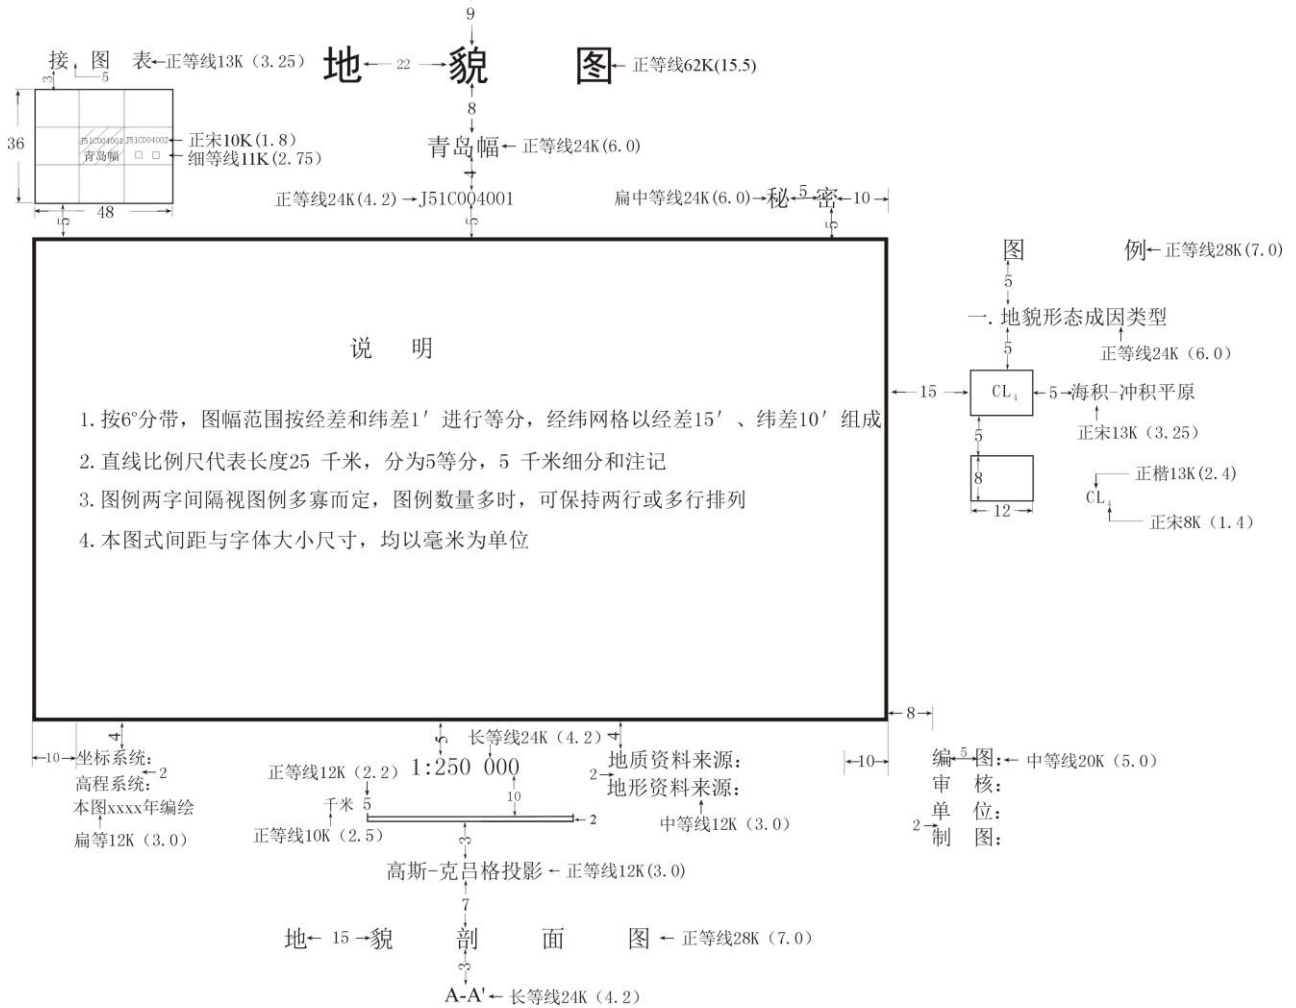 9
接 图 表 正等线13K（3.25） 地 22 貌 图 正等线62K(15.5)
5
3
8
36
J51C004001 J51C004002 正宋10K(1.8)
青岛幅 □ □ 细等线11K(2.75)
青岛幅 正等线24K(6.0)
4
48
正等线24K(4.2) J51C004001 扁中等线24K(6.0) 秘 5 密 10
5
5
5
图 例 正等线28K(7.0)
5
一.地貌形态成因类型
5
正等线24K（6.0）
说 明
15 CL4 5 海积-冲积平原
正宋13K（3.25）
1.按6°分带，图幅范围按经差和纬差1′进行等分，经纬网格以经差15′、纬差10′组成
2.直线比例尺代表长度25 千米，分为5等分，5 千米细分和注记
3.图例两字间隔视图例多寡而定，图例数量多时，可保持两行或多行排列
4.本图式间距与字体大小尺寸，均以毫米为单位
5
8
12
正楷13K(2.4)
CL4
正宋8K（1.4）
8
4
5
4
长等线24K（4.2）
10 坐标系统： 正等线12K（2.2） 1:250 000 地质资料来源： 10 编 5 图： 中等线20K（5.0）
2
高程系统： 2 地形资料来源： 审 核：
本图xxxx年编绘 千米 5 10 单 位：
2
扁等12K（3.0） 正等线10K（2.5） 2 中等线12K（3.0） 制 图：
3
高斯-克吕格投影 正等线12K(3.0)
7
地 15 貌 剖 面 图 正等线28K（7.0）
3
A-A' 长等线24K（4.2）